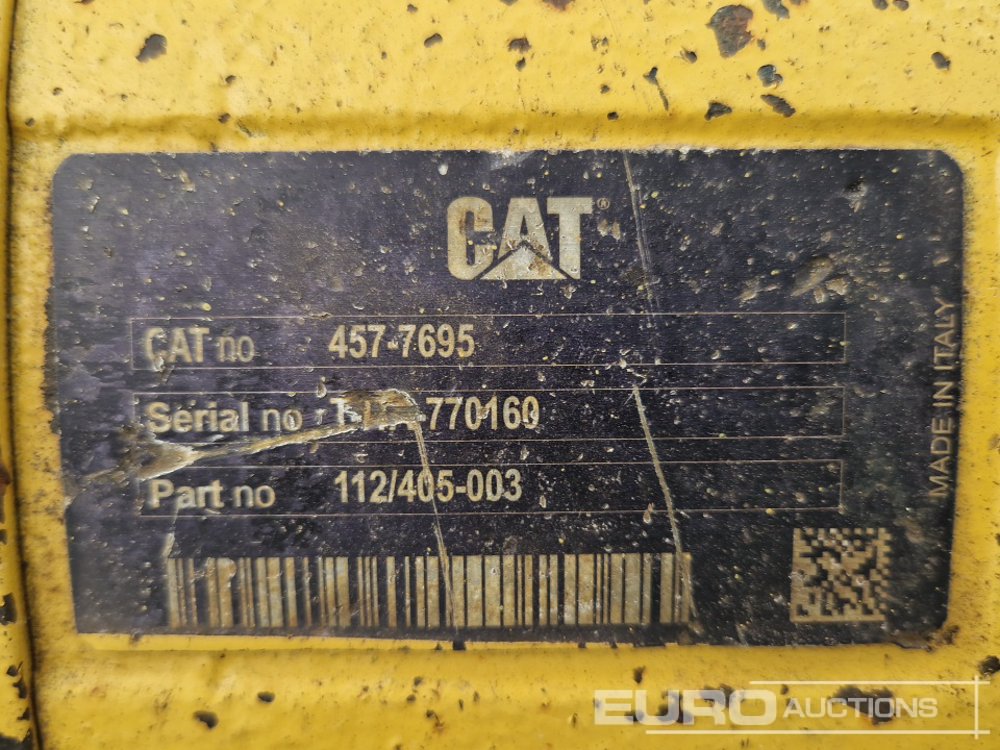 CAT®
CAT no 457-7695
Serial no -770160
Part no 112/405-003
MADE IN ITALY
EURO AUCTIONS